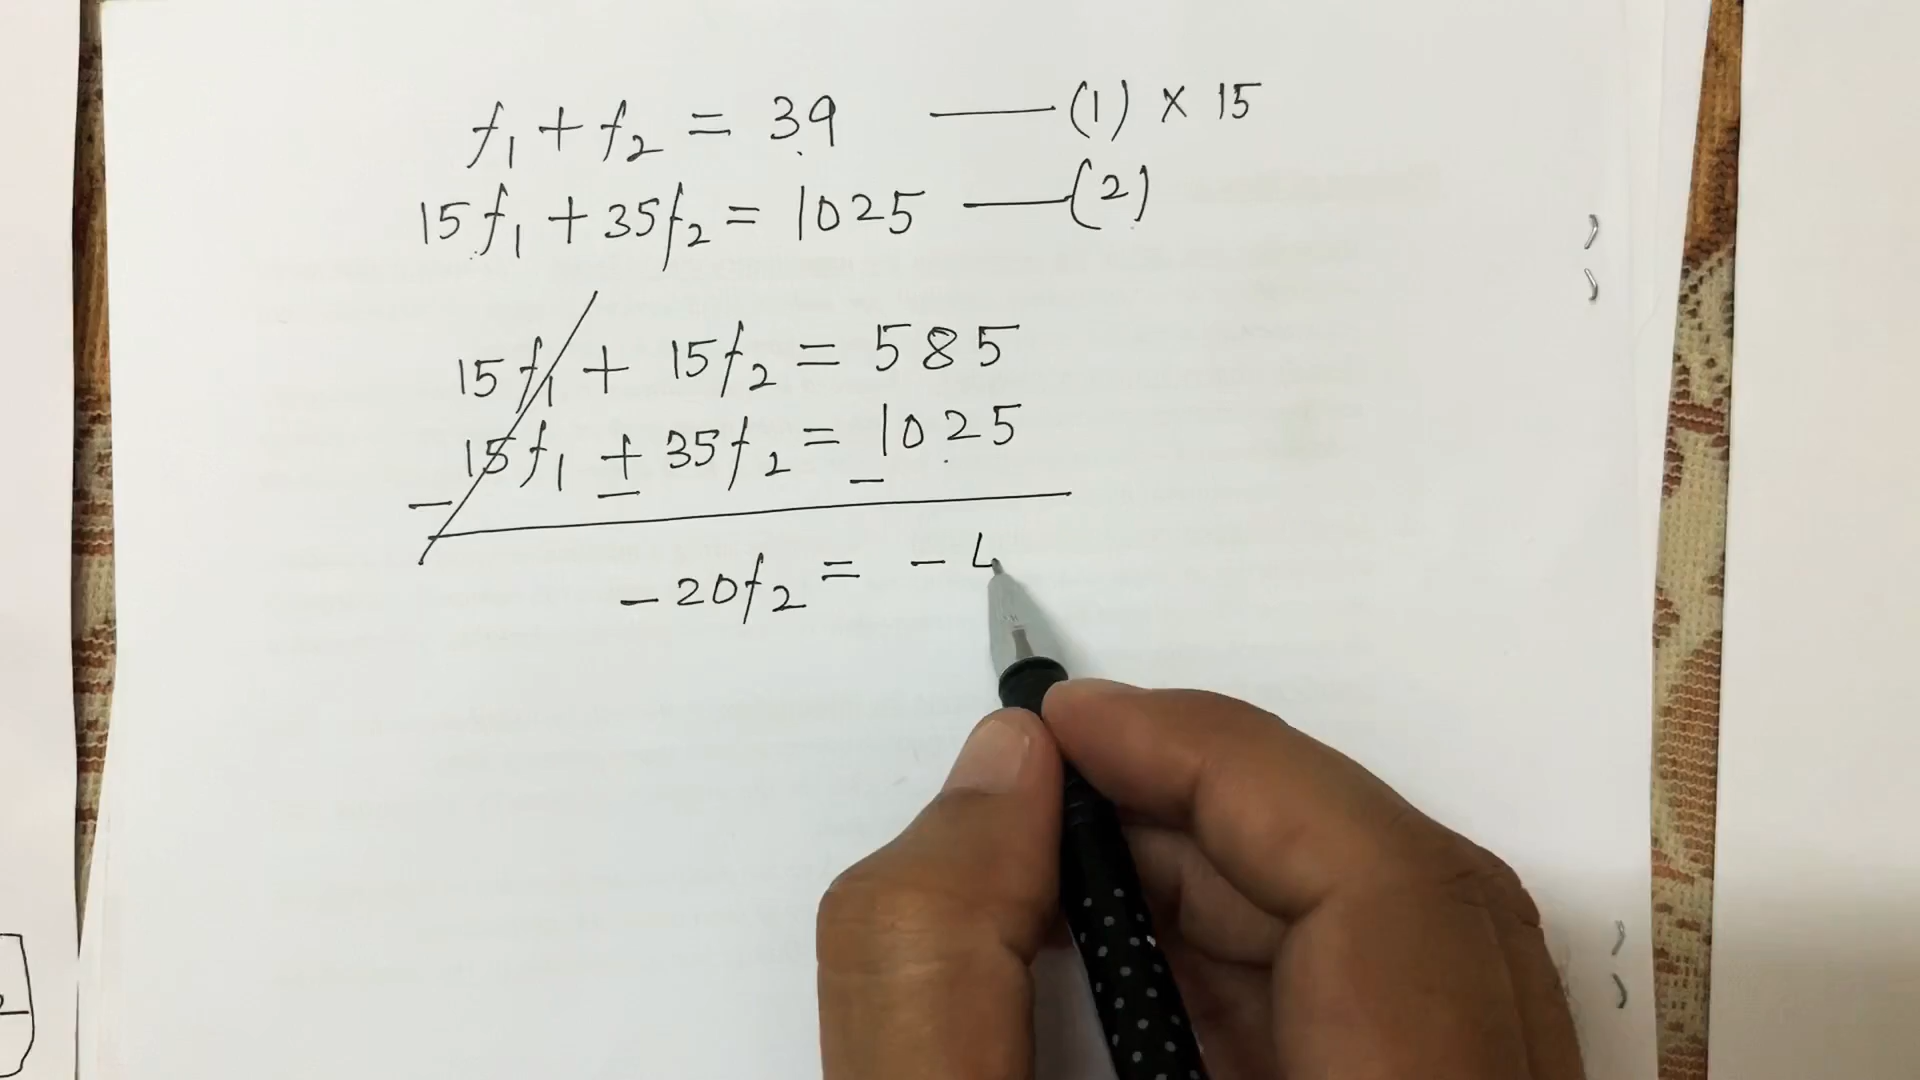 f₁ + f₂ = 39 —— (1) × 15
15f₁ + 35f₂ = 1025 —— (2)
15f₁ + 15f₂ = 585
15f₁ + 35f₂ = 1025
− − −
−20f₂ = −4